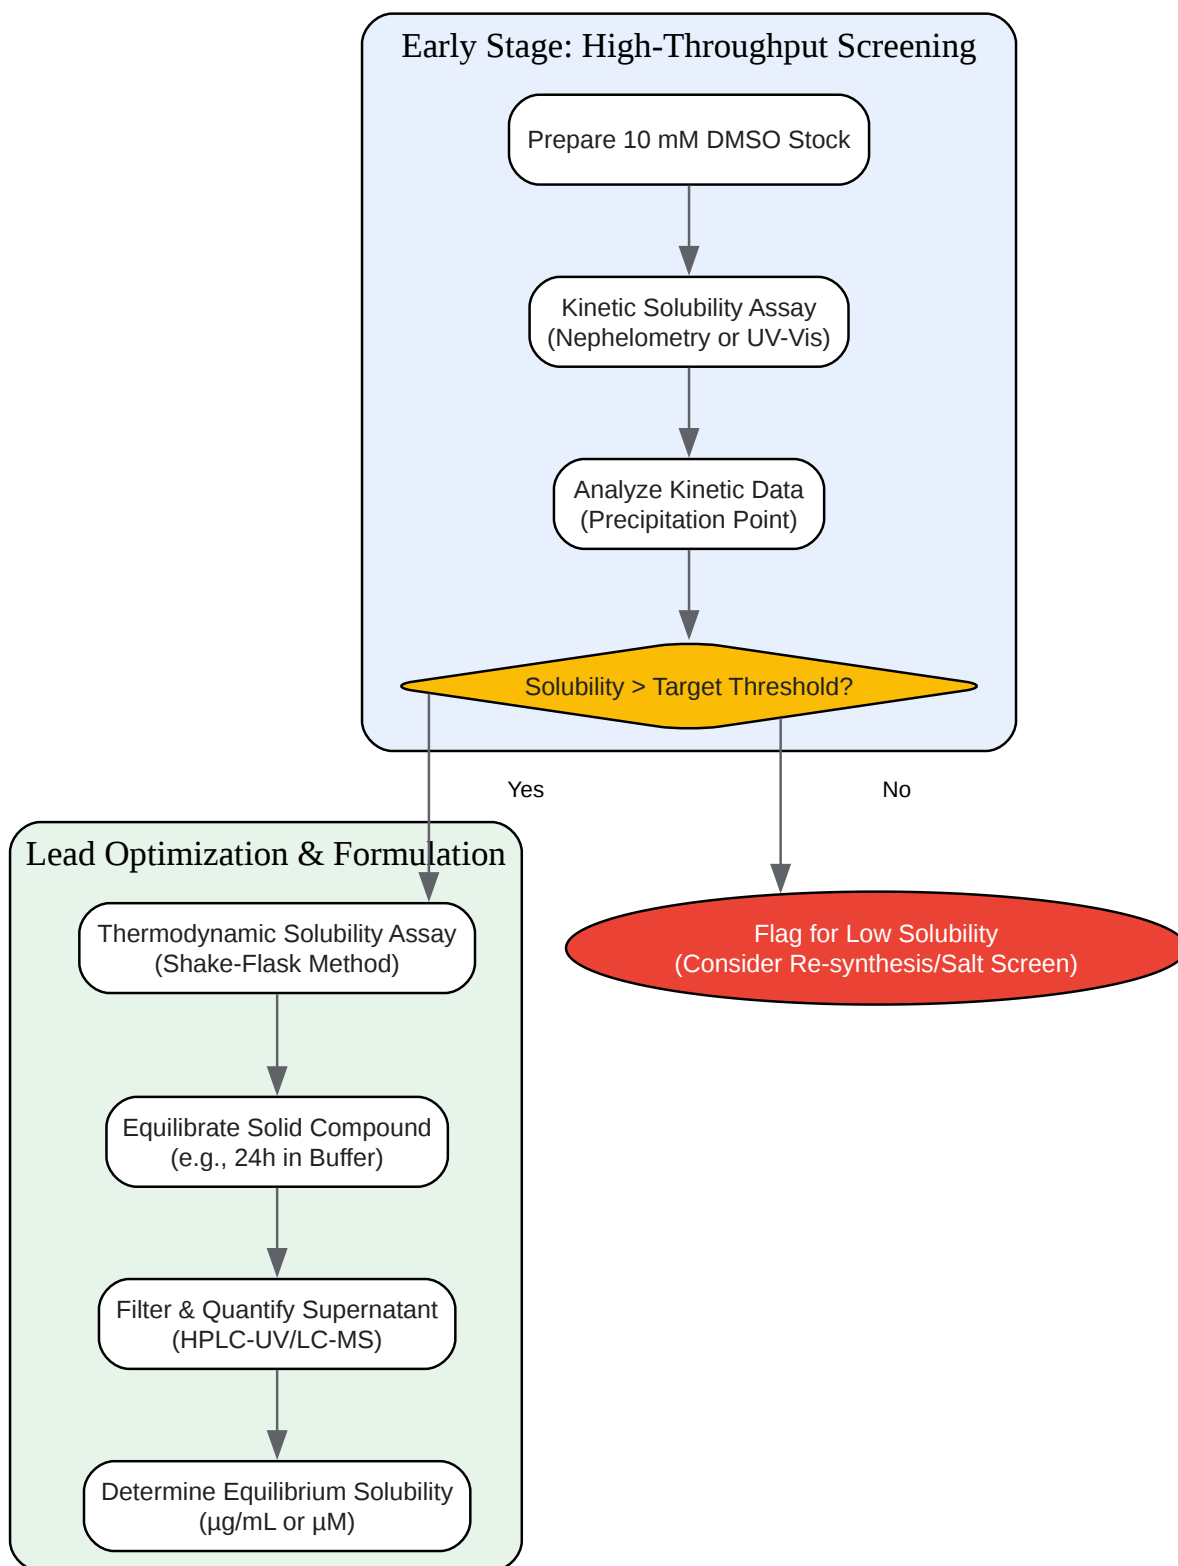 Early Stage: High-Throughput Screening
Prepare 10 mM DMSO Stock
Kinetic Solubility Assay
(Nephelometry or UV-Vis)
Analyze Kinetic Data
(Precipitation Point)
Solubility > Target Threshold?
Yes
No
Lead Optimization & Formulation
Thermodynamic Solubility Assay
(Shake-Flask Method)
Flag for Low Solubility
(Consider Re-synthesis/Salt Screen)
Equilibrate Solid Compound
(e.g., 24h in Buffer)
Filter & Quantify Supernatant
(HPLC-UV/LC-MS)
Determine Equilibrium Solubility
(µg/mL or µM)